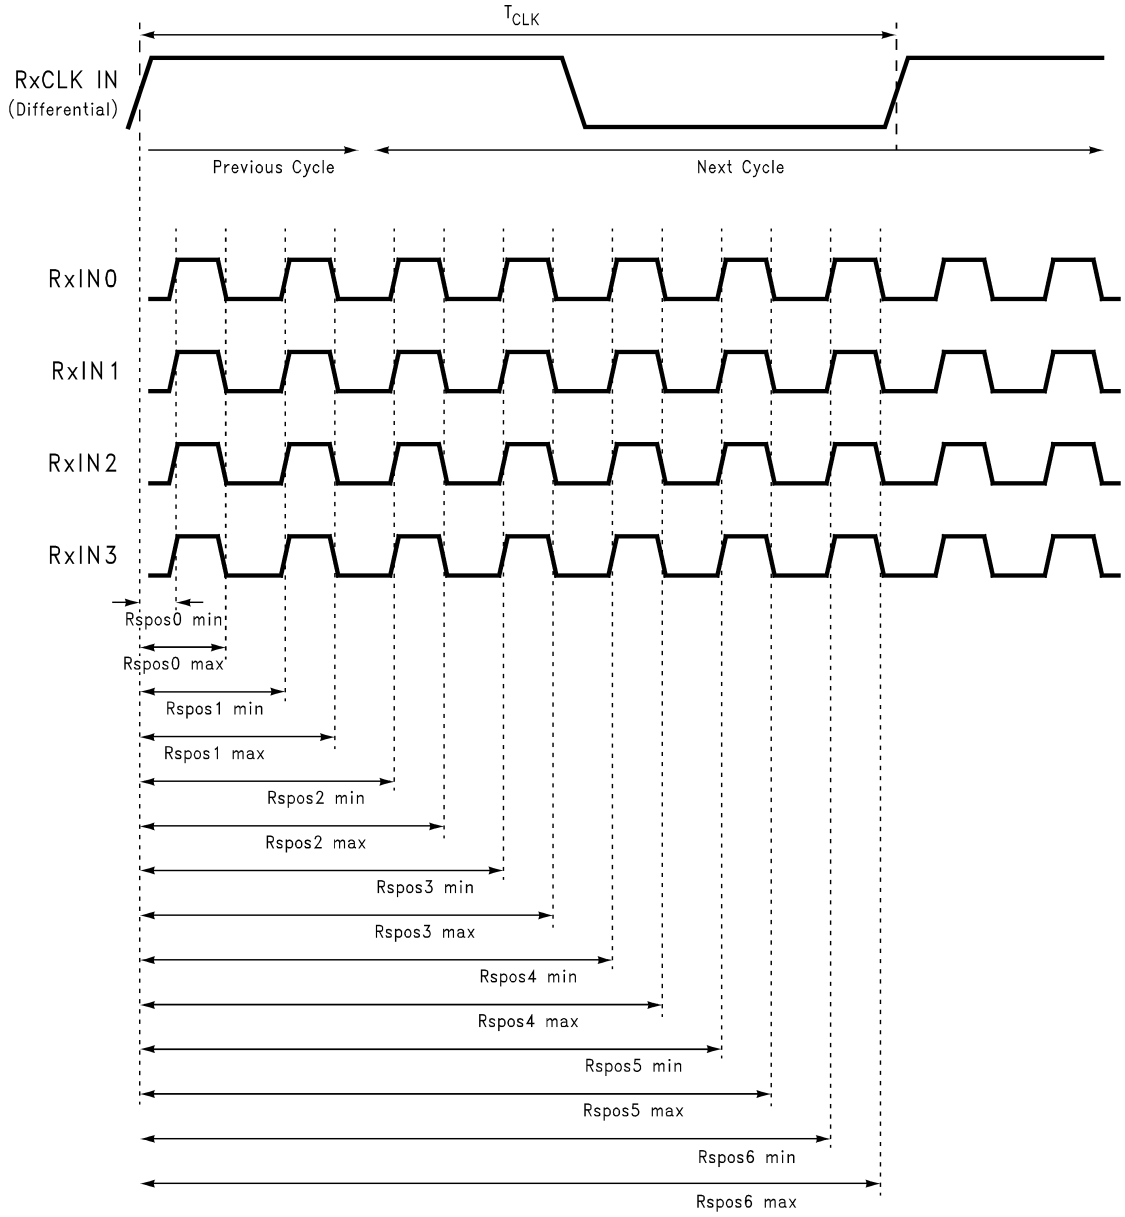 TCLK
RxCLK IN
(Differential)
Previous Cycle
Next Cycle
RxIN0
RxIN1
RxIN2
RxIN3
Rspos0 min
Rspos0 max
Rspos1 min
Rspos1 max
Rspos2 min
Rspos2 max
Rspos3 min
Rspos3 max
Rspos4 min
Rspos4 max
Rspos5 min
Rspos5 max
Rspos6 min
Rspos6 max